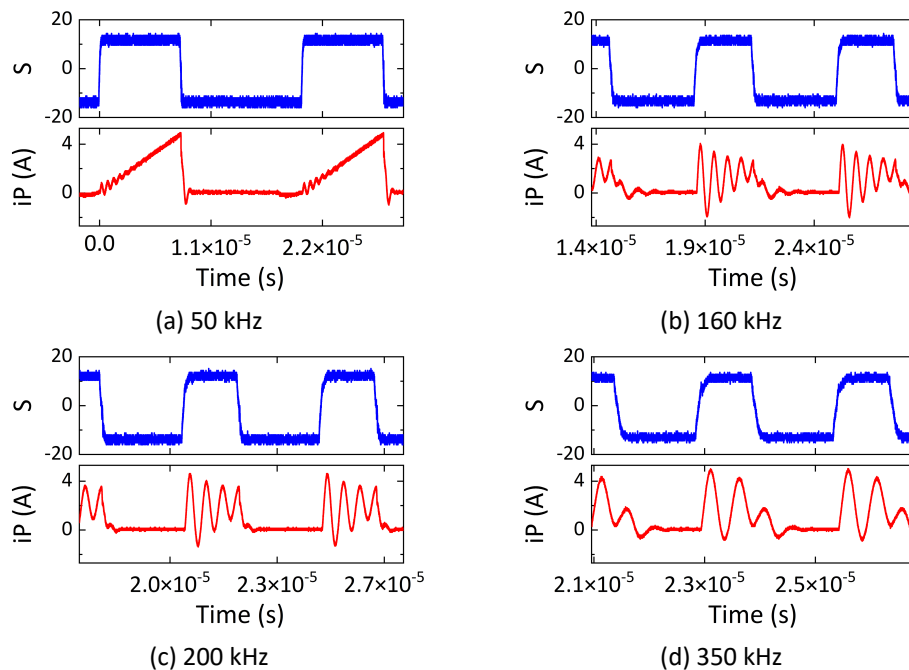 20
0
-20
S
4
0
iP (A)
0.0
1.1×10⁻⁵
2.2×10⁻⁵
Time (s)
(a) 50 kHz
20
0
-20
S
4
0
iP (A)
1.4×10⁻⁵
1.9×10⁻⁵
2.4×10⁻⁵
Time (s)
(b) 160 kHz
20
0
-20
S
4
0
iP (A)
2.0×10⁻⁵
2.3×10⁻⁵
2.7×10⁻⁵
Time (s)
(c) 200 kHz
20
0
-20
S
4
0
iP (A)
2.1×10⁻⁵
2.3×10⁻⁵
2.5×10⁻⁵
Time (s)
(d) 350 kHz